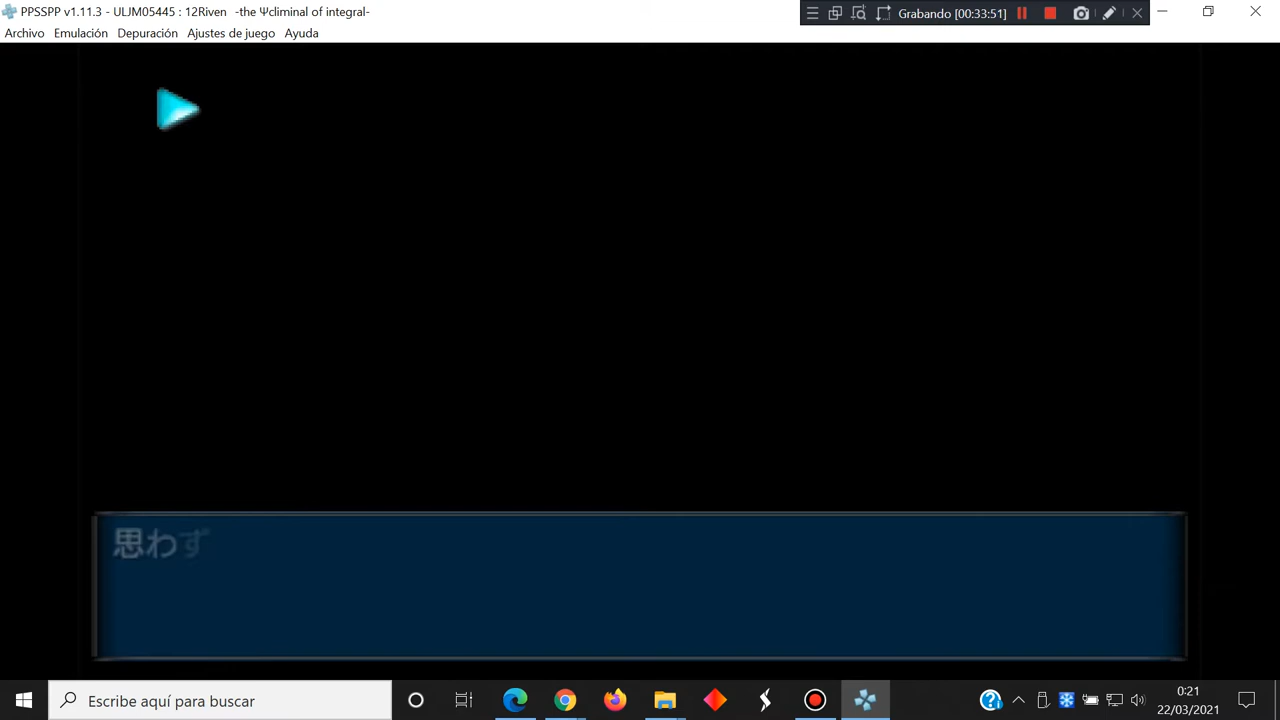 PPSSPP v1.11.3 - ULJM05445 : 12Riven -the Ψcliminal of integral-
Grabando [00:33:51]
Archivo Emulación Depuración Ajustes de juego Ayuda
思わず
Escribe aquí para buscar
0:21
22/03/2021